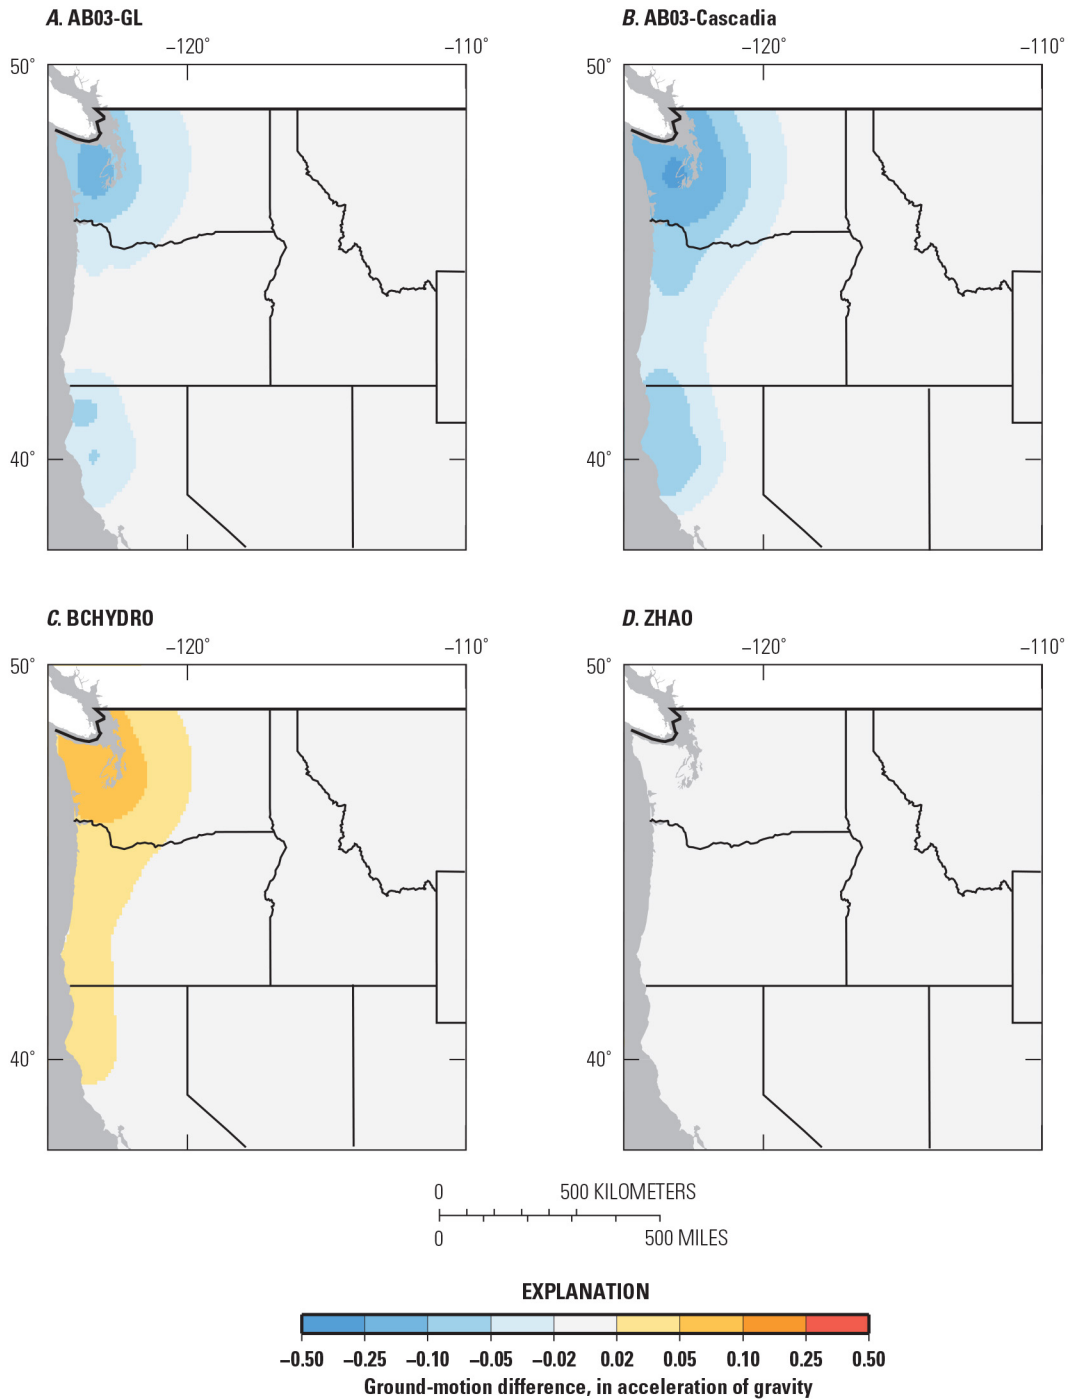 A. AB03-GL
B. AB03-Cascadia
−120˚ −110˚
−120˚ −110˚
50˚
50˚
40˚
40˚
C. BCHYDRO
D. ZHAO
−120˚ −110˚
−120˚ −110˚
50˚
50˚
40˚
40˚
0 500 KILOMETERS
0 500 MILES
EXPLANATION
−0.50 −0.25 −0.10 −0.05 −0.02 0.02 0.05 0.10 0.25 0.50
Ground-motion difference, in acceleration of gravity